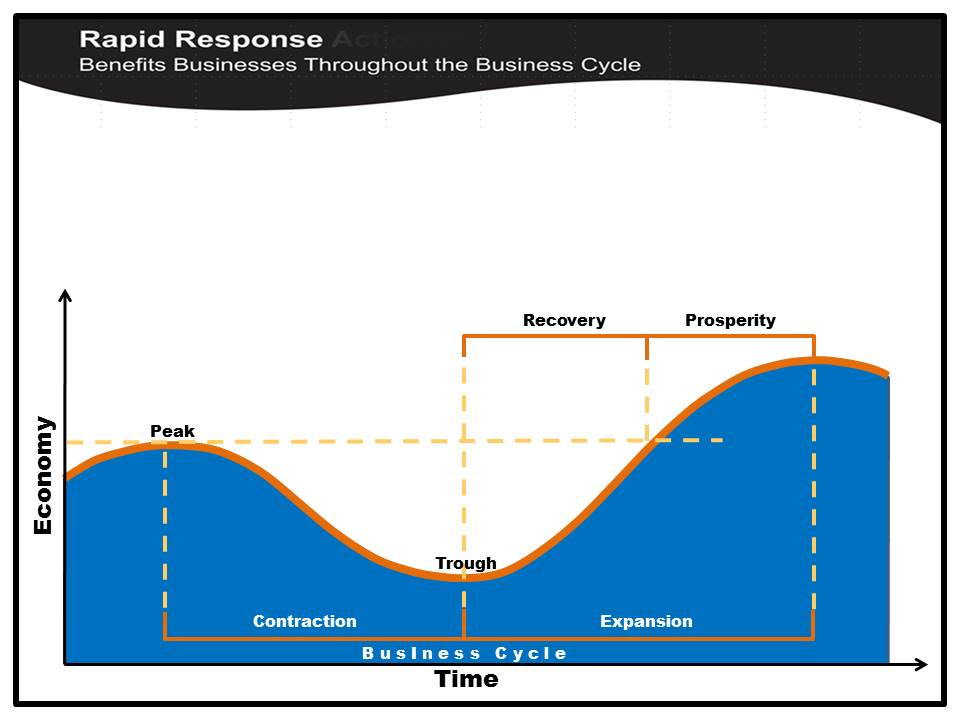 Rapid Response
Benefits Businesses Throughout the Business Cycle
Recovery
Prosperity
Peak
Economy
Trough
Contraction
Expansion
BusIness Cycle
Time